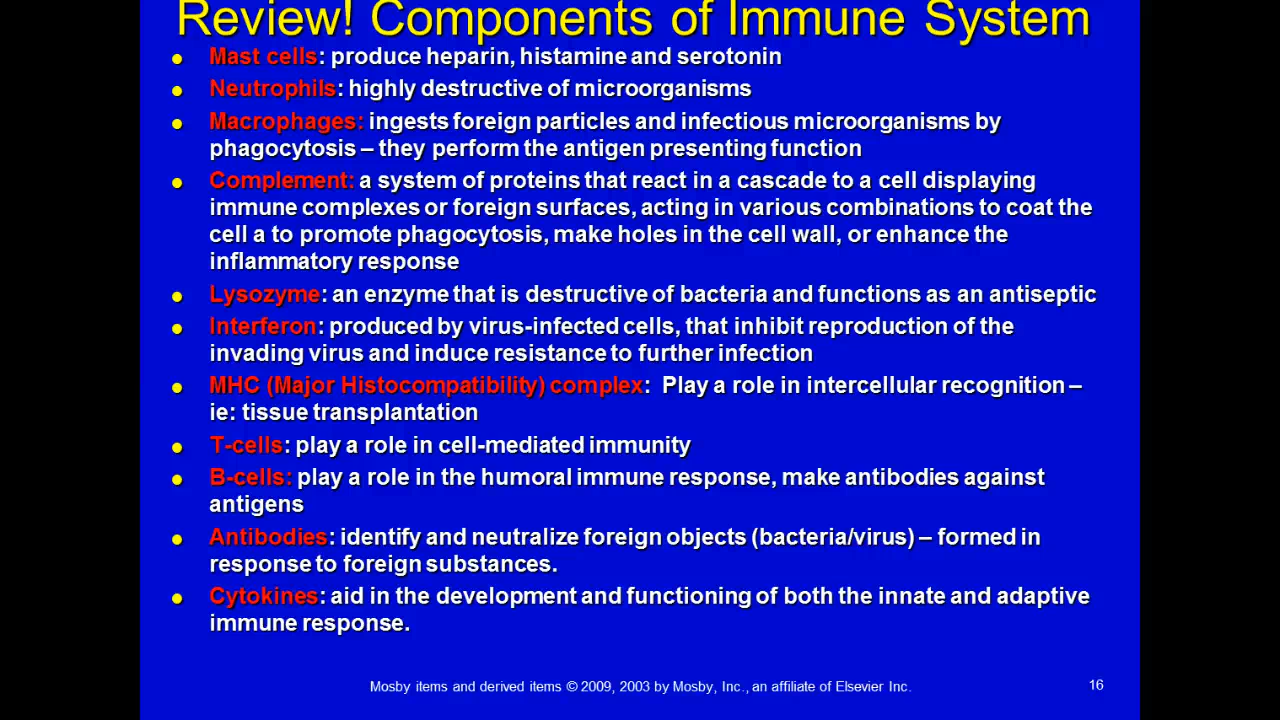 Review! Components of Immune System
• Mast cells: produce heparin, histamine and serotonin
• Neutrophils: highly destructive of microorganisms
• Macrophages: ingests foreign particles and infectious microorganisms by
phagocytosis – they perform the antigen presenting function
• Complement: a system of proteins that react in a cascade to a cell displaying
immune complexes or foreign surfaces, acting in various combinations to coat the
cell a to promote phagocytosis, make holes in the cell wall, or enhance the
inflammatory response
• Lysozyme: an enzyme that is destructive of bacteria and functions as an antiseptic
• Interferon: produced by virus-infected cells, that inhibit reproduction of the
invading virus and induce resistance to further infection
• MHC (Major Histocompatibility) complex:  Play a role in intercellular recognition –
ie: tissue transplantation
• T-cells: play a role in cell-mediated immunity
• B-cells: play a role in the humoral immune response, make antibodies against
antigens
• Antibodies: identify and neutralize foreign objects (bacteria/virus) – formed in
response to foreign substances.
• Cytokines: aid in the development and functioning of both the innate and adaptive
immune response.
Mosby items and derived items © 2009, 2003 by Mosby, Inc., an affiliate of Elsevier Inc.
16